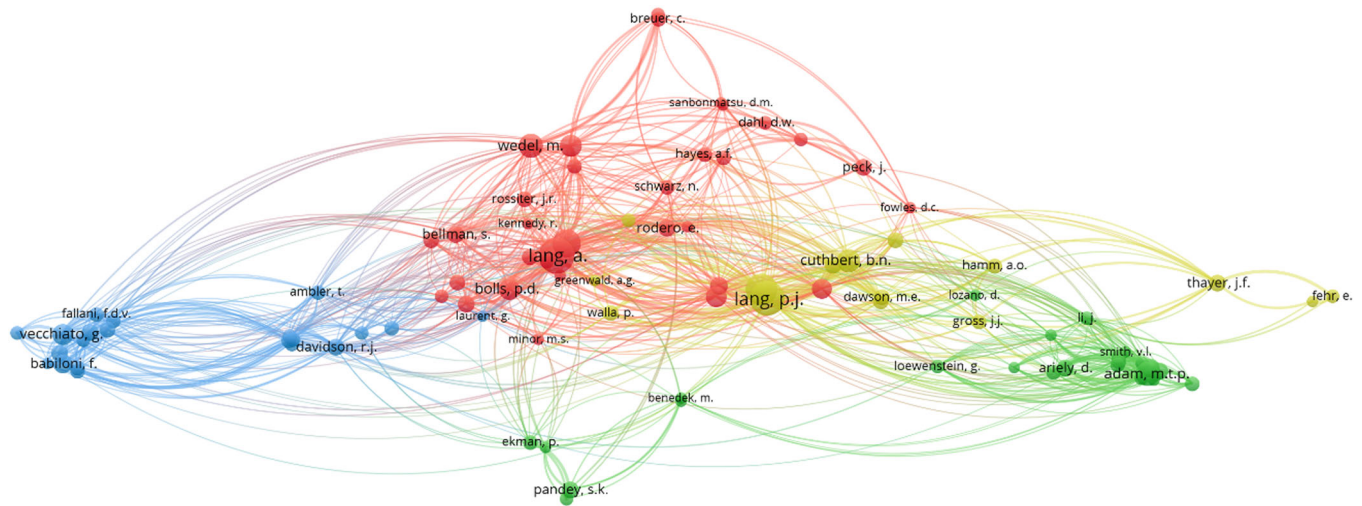 breuer, c.
sanbonmatsu, d.m.
dahl, d.w.
wedel, m.
hayes, a.f.
peck, j.
schwarz, n.
rossiter, j.r.
fowles, d.c.
kennedy, r.
rodero, e.
bellman, s.
lang, a.
cuthbert, b.n.
hamm, a.o.
greenwald, a.g.
thayer, j.f.
ambler, t.
bolls, p.d.
lang, p.j.
dawson, m.e.
lozano, d.
fehr, e.
fallani, f.d.v.
laurent, g.
walla, p.
gross, j.j.
li, j.
vecchiato, g.
davidson, r.j.
minor, m.s.
smith, v.l.
babiloni, f.
loewenstein, g.
ariely, d.
adam, m.t.p.
benedek, m.
ekman, p.
pandey, s.k.